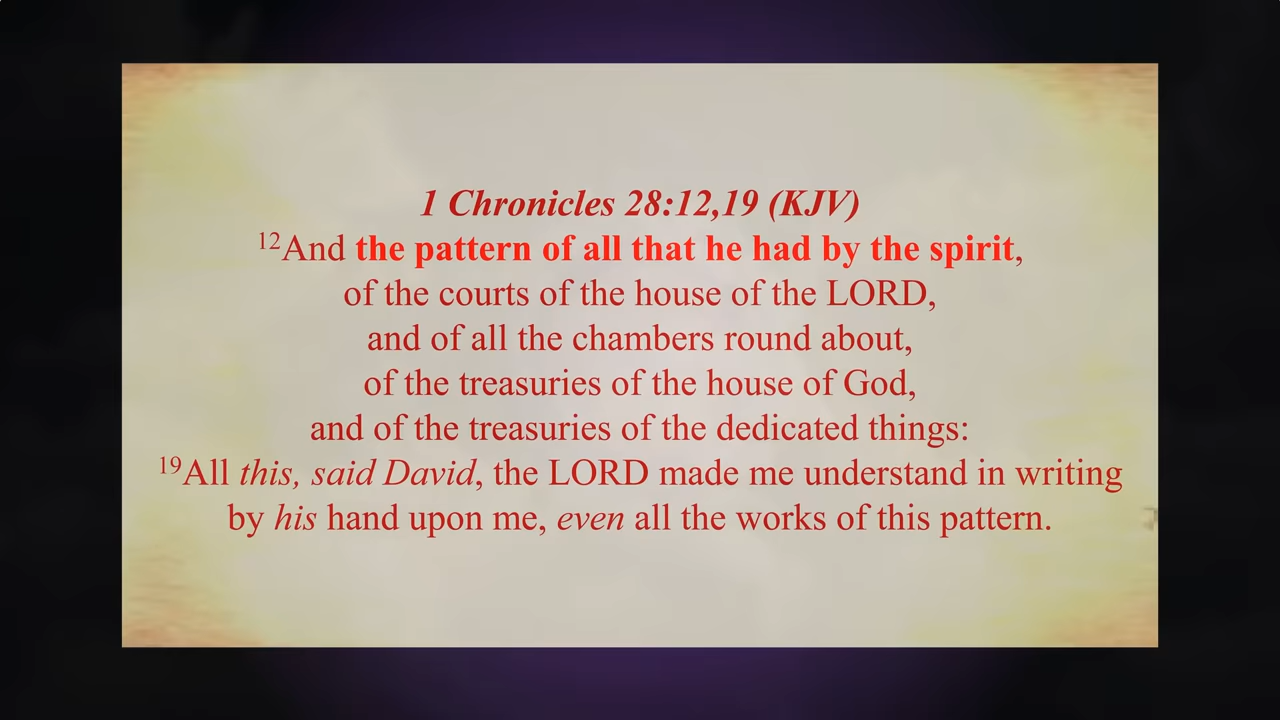 1 Chronicles 28:12,19 (KJV)
12And the pattern of all that he had by the spirit,
of the courts of the house of the LORD,
and of all the chambers round about,
of the treasuries of the house of God,
and of the treasuries of the dedicated things:
19All this, said David, the LORD made me understand in writing
by his hand upon me, even all the works of this pattern.